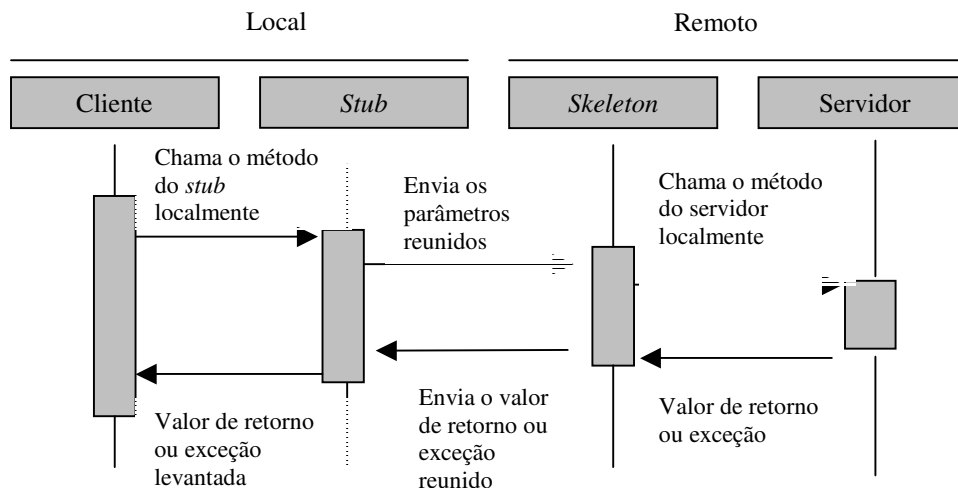 Local
Remoto
Cliente
Stub
Skeleton
Servidor
Chama o método
do stub
localmente
Envia os
parâmetros
reunidos
Chama o método
do servidor
localmente
Valor de retorno
ou exceção
levantada
Envia o valor
de retorno ou
exceção
reunido
Valor de retorno
ou exceção